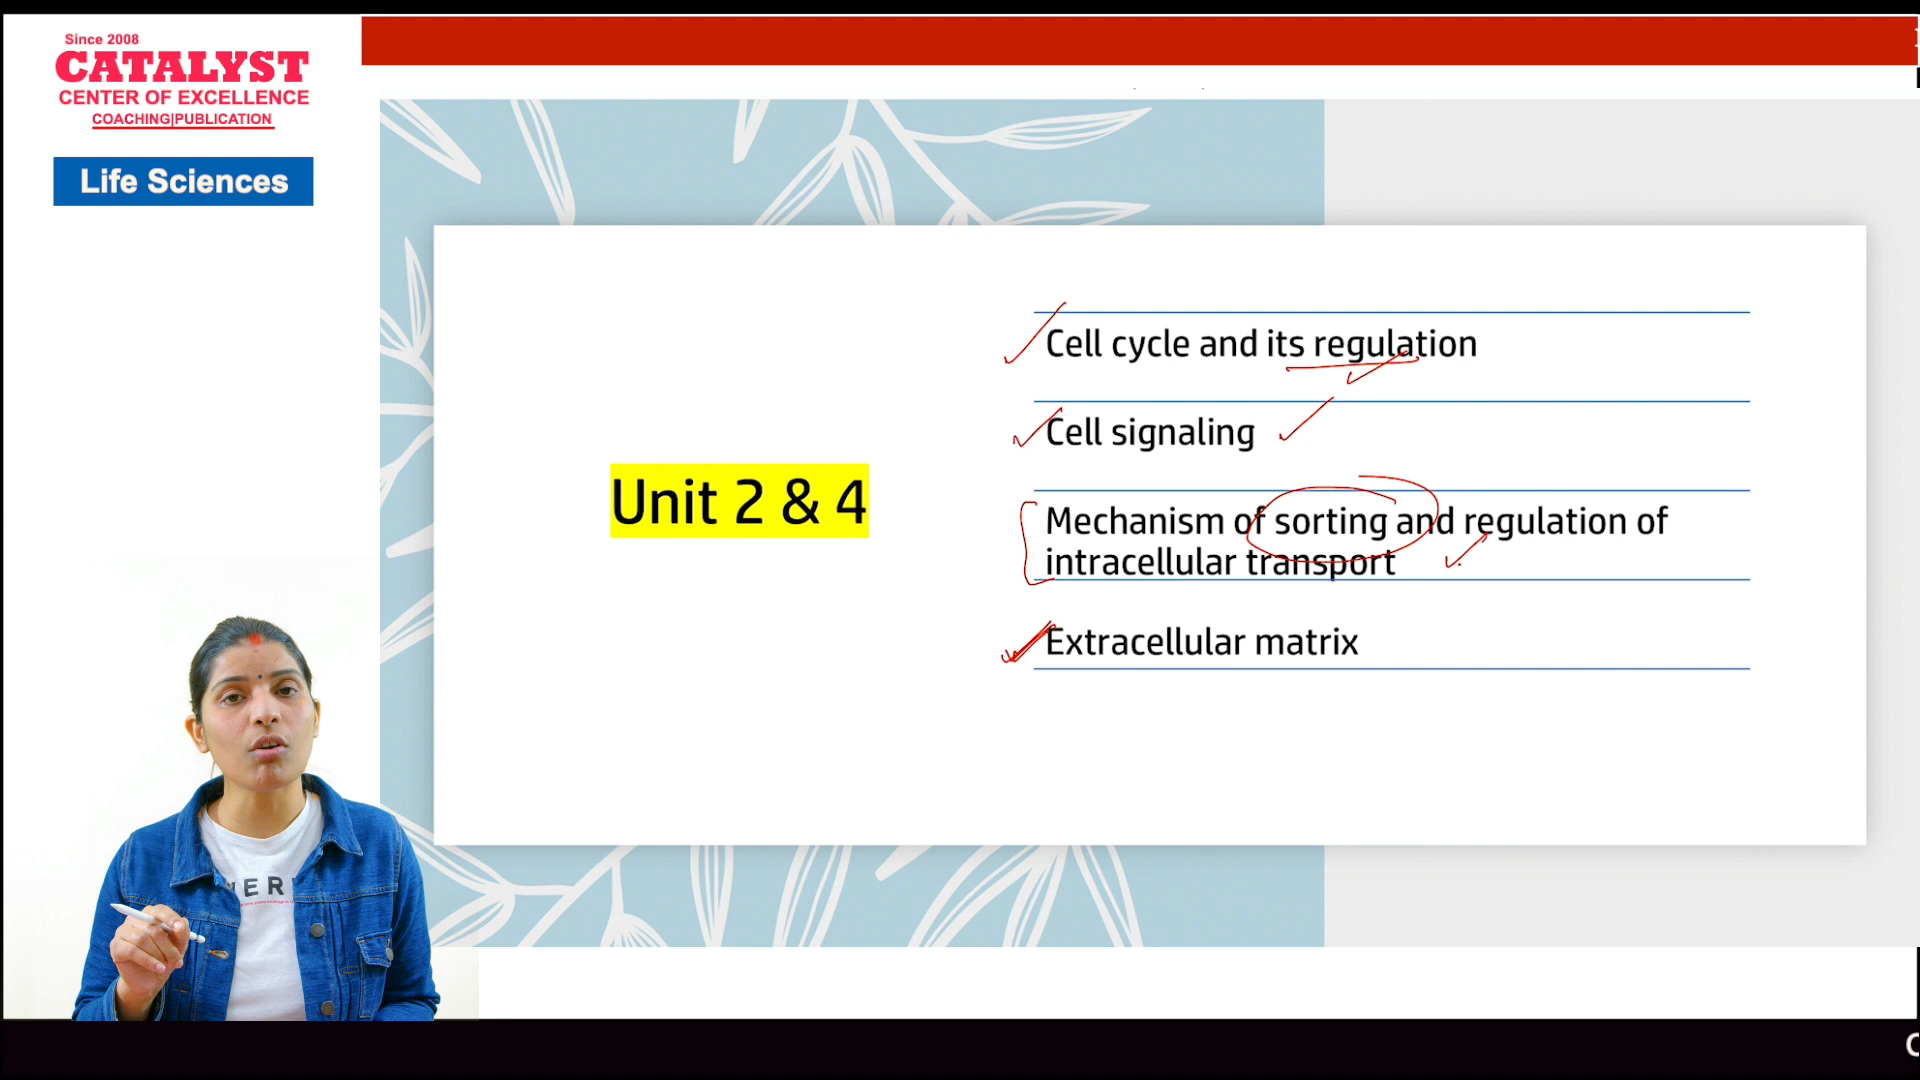 Since 2008
CATALYST
CENTER OF EXCELLENCE
COACHING|PUBLICATION
Life Sciences
Cell cycle and its regulation
Cell signaling
Unit 2 & 4
Mechanism of sorting and regulation of
intracellular transport
Extracellular matrix